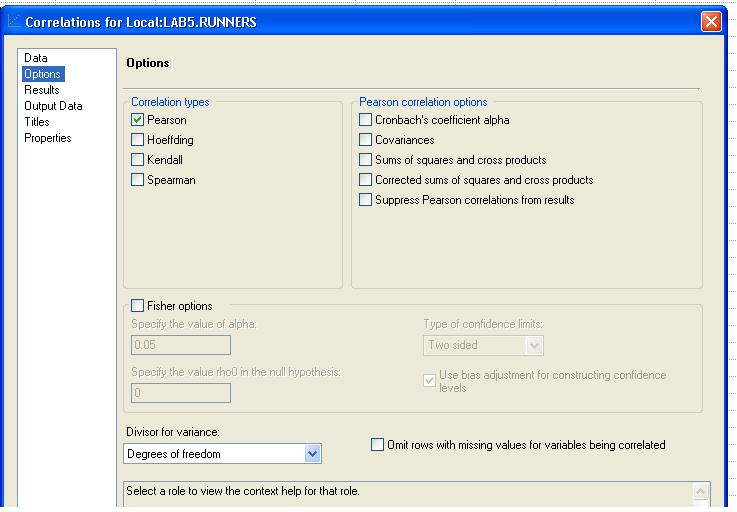 Correlations for Local:LAB5.RUNNERS
Data
Options
Results
Output Data
Titles
Properties
Options
Correlation types
Pearson
Hoeffding
Kendall
Spearman
Pearson correlation options
Cronbach's coefficient alpha
Covariances
Sums of squares and cross products
Corrected sums of squares and cross products
Suppress Pearson correlations from results
Fisher options
Specify the value of alpha:
0.05
Specify the value rho0 in the null hypothesis:
0
Type of confidence limits:
Two sided
Use bias adjustment for constructing confidence
levels
Divisor for variance:
Degrees of freedom
Omit rows with missing values for variables being correlated
Select a role to view the context help for that role.